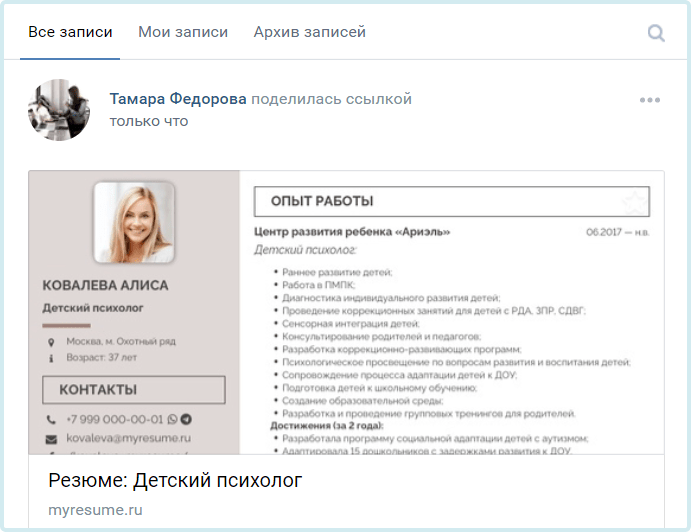 Все записи Мои записи Архив записей
Тамара Федорова поделилась ссылкой
только что
КОВАЛЕВА АЛИСА
Детский психолог
Москва, м. Охотный ряд
Возраст: 37 лет
КОНТАКТЫ
+7 999 000-00-01
kovaleva@myresume.ru
ОПЫТ РАБОТЫ
Центр развития ребенка «Ариэль» 06.2017 — н.в.
Детский психолог:
• Раннее развитие детей;
• Работа в ПМПК;
• Диагностика индивидуального развития детей;
• Проведение коррекционных занятий для детей с РДА, ЗПР, СДВГ;
• Сенсорная интеграция детей;
• Консультирование родителей и педагогов;
• Разработка коррекционно-развивающих программ;
• Психологическое просвещение по вопросам развития и воспитания детей;
• Сопровождение процесса адаптации детей к ДОУ;
• Подготовка детей к школьному обучению;
• Создание образовательной среды;
• Разработка и проведение групповых тренингов для родителей.
Достижения (за 2 года):
• Разработала программу социальной адаптации детей с аутизмом;
• Адаптировала 15 дошкольников с задержками развития к ДОУ.
Резюме: Детский психолог
myresume.ru